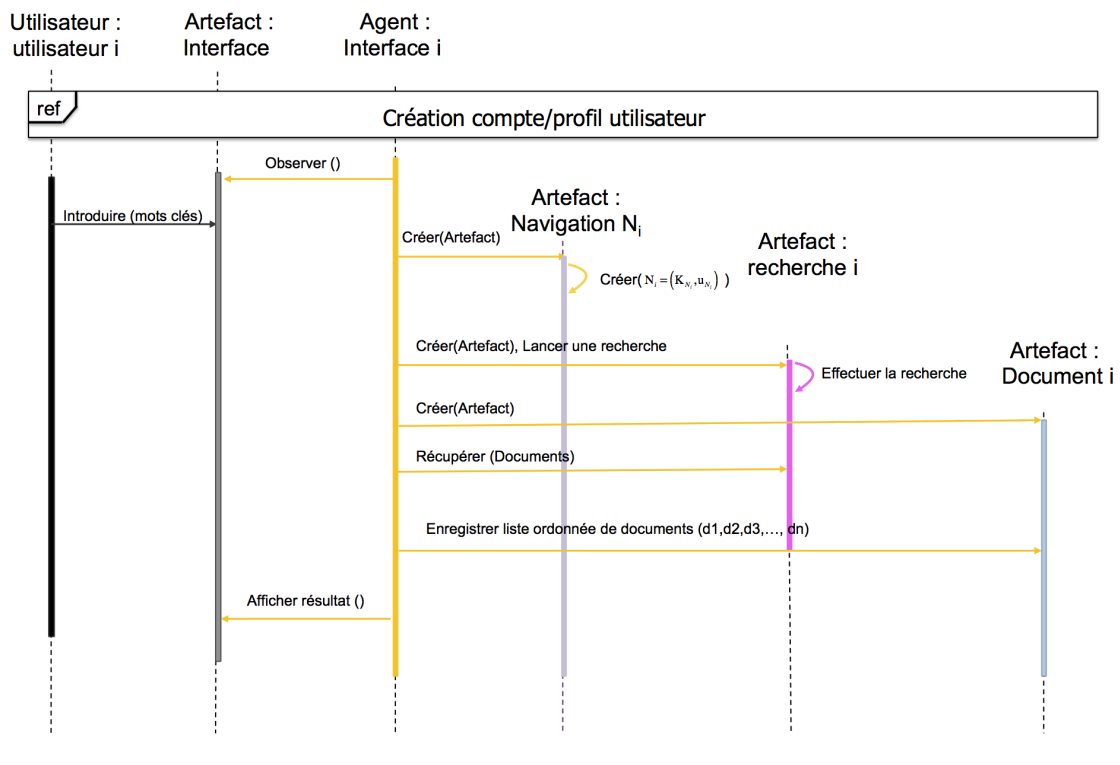 Utilisateur :
utilisateur i
Artefact :
Interface
Agent :
Interface i
ref
Création compte/profil utilisateur
Observer ()
Introduire (mots clés)
Artefact :
Navigation Ni
Créer(Artefact)
Artefact :
recherche i
Créer( Ni =(KNi,uNi) )
Créer(Artefact), Lancer une recherche
Artefact :
Document i
Effectuer la recherche
Créer(Artefact)
Récupérer (Documents)
Enregistrer liste ordonnée de documents (d1,d2,d3,…, dn)
Afficher résultat ()